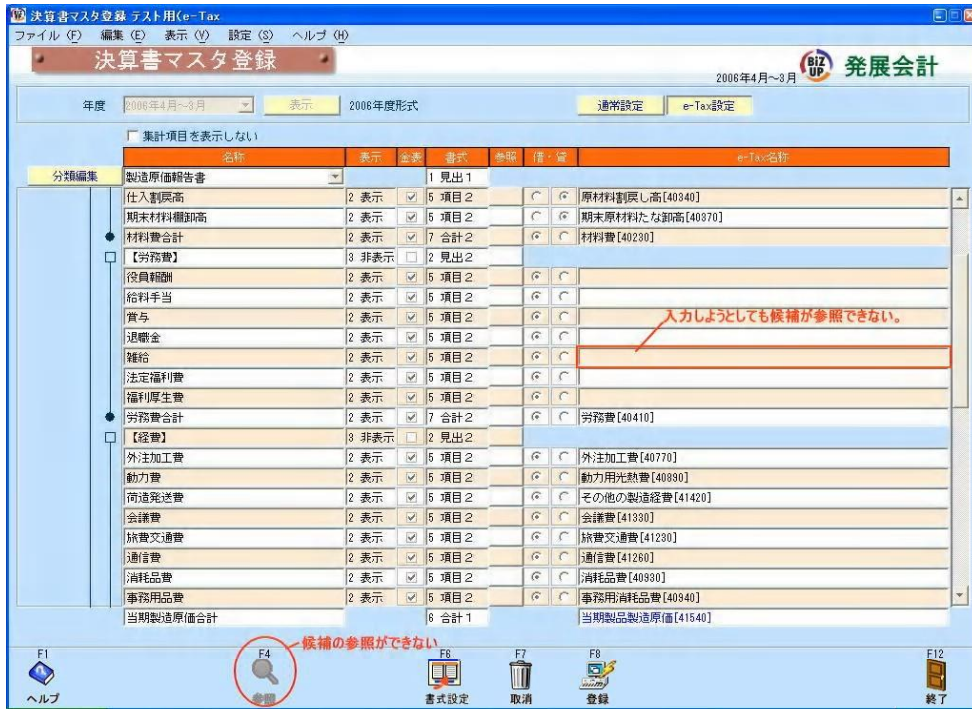 決算書マスタ登録 テスト用(e-Tax
ファイル (F) 編集 (E) 表示 (V) 設定 (S) ヘルプ (H)
決算書マスタ登録
2006年4月～3月 BIZ UP 発展会計
年度 2006年4月～3月 表示 2006年度形式 通常設定 e-Tax設定
集計項目を表示しない
名称 表示 金表 書式 参照 借・貸 e-Tax名称
分類編集 製造原価報告書 1 見出1
仕入割戻高 2 表示 5 項目2 原材料割戻し高[40340]
期末材料棚卸高 2 表示 5 項目2 期末原材料たな卸高[40370]
材料費合計 2 表示 7 合計2 材料費[40230]
【労務費】 3 非表示 2 見出2
役員報酬 2 表示 5 項目2
給料手当 2 表示 5 項目2
賞与 2 表示 5 項目2 入力しようとしても候補が参照できない。
退職金 2 表示 5 項目2
雑給 2 表示 5 項目2
法定福利費 2 表示 5 項目2
福利厚生費 2 表示 5 項目2
労務費合計 2 表示 7 合計2 労務費[40410]
【経費】 3 非表示 2 見出2
外注加工費 2 表示 5 項目2 外注加工費[40770]
動力費 2 表示 5 項目2 動力用光熱費[40890]
荷造発送費 2 表示 5 項目2 その他の製造経費[41420]
会議費 2 表示 5 項目2 会議費[41330]
旅費交通費 2 表示 5 項目2 旅費交通費[41230]
通信費 2 表示 5 項目2 通信費[41260]
消耗品費 2 表示 5 項目2 消耗品費[40930]
事務用品費 2 表示 5 項目2 事務用消耗品費[40940]
当期製造原価合計 6 合計1 当期製品製造原価[41540]
候補の参照ができない
F1 F4 F6 F7 F8 F12
ヘルプ 参照 書式設定 取消 登録 終了